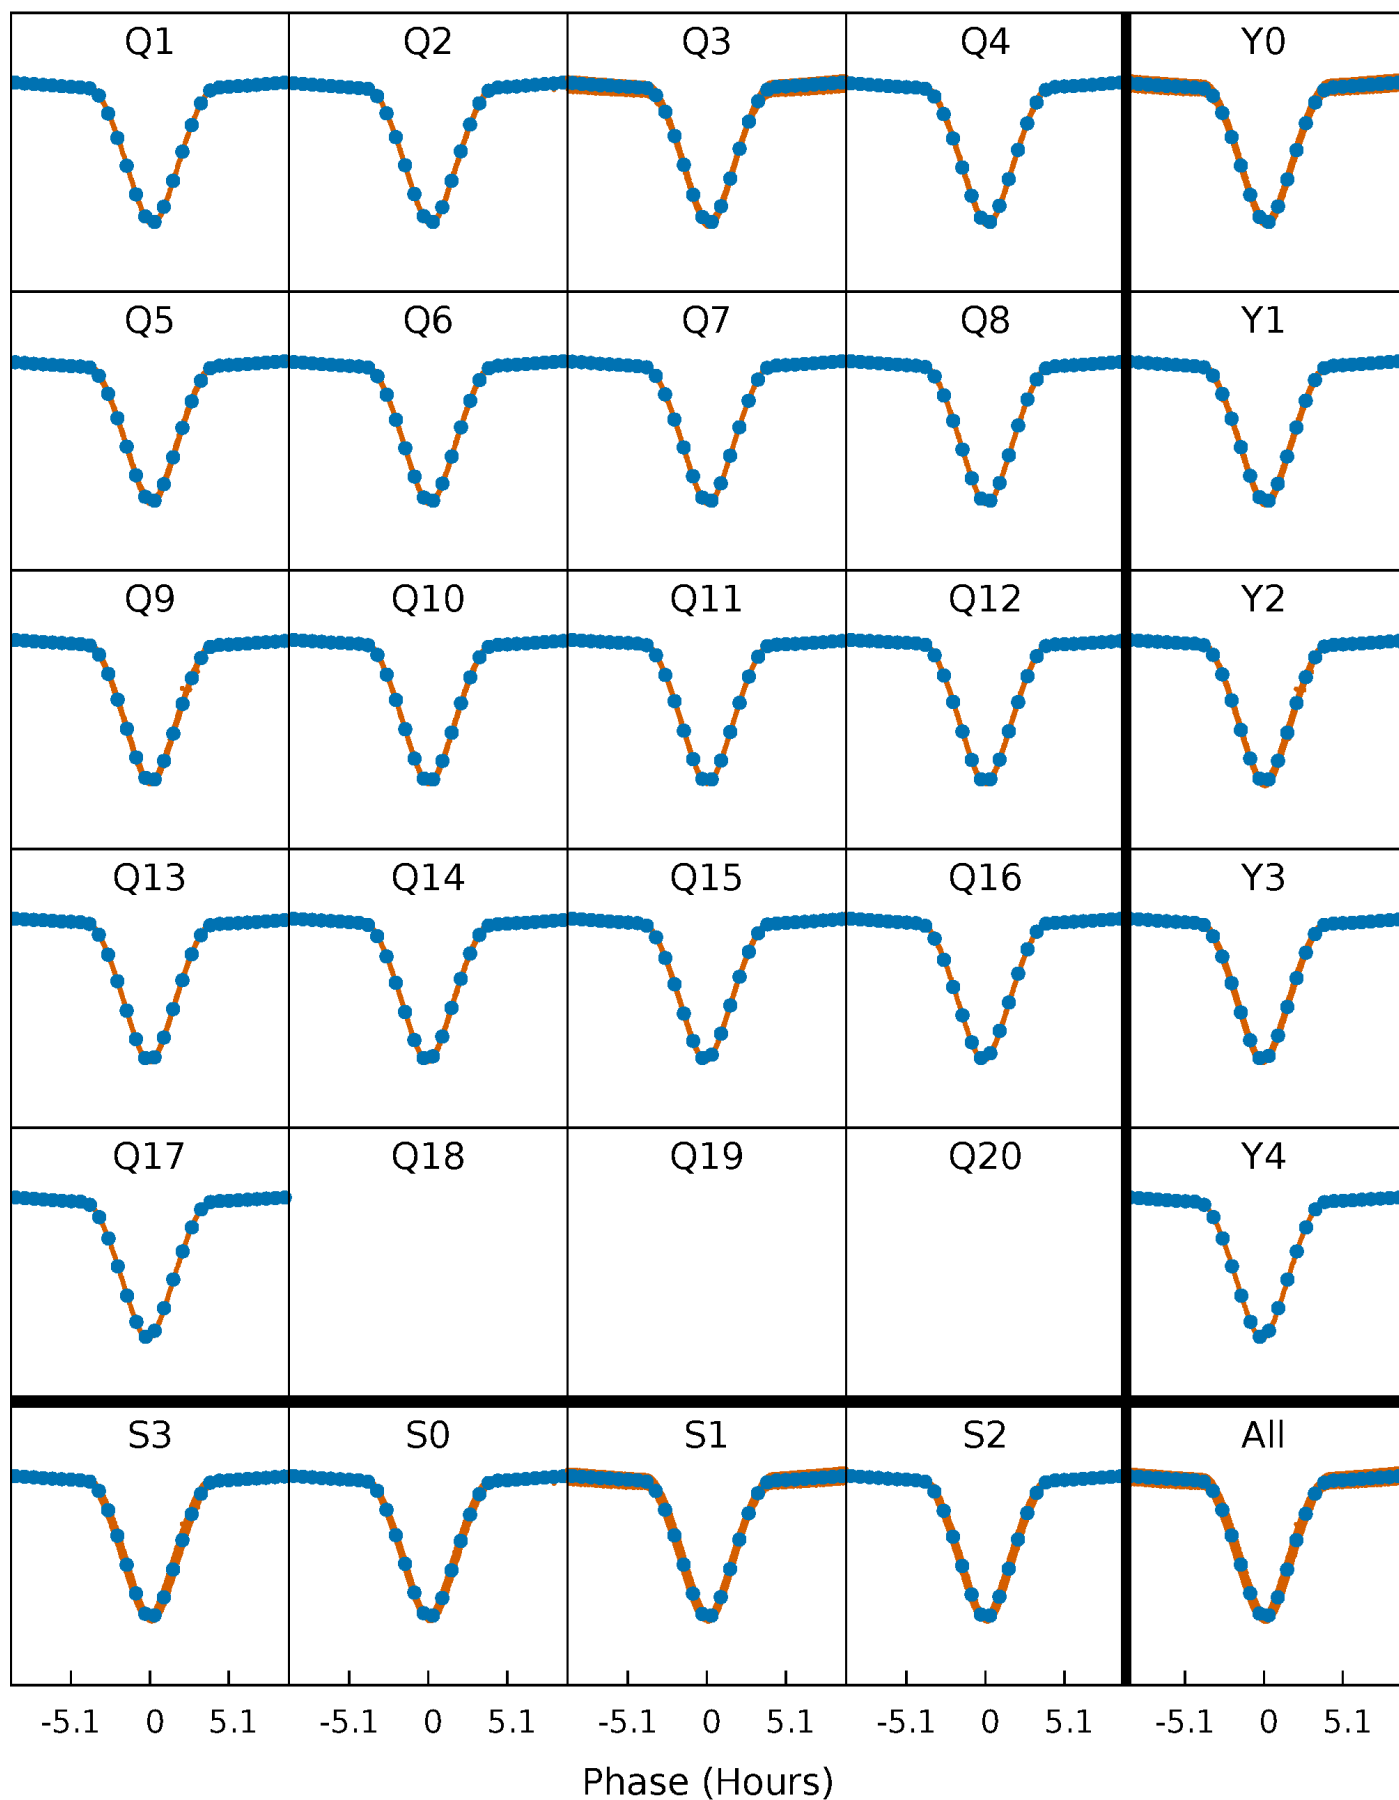 Q1 Q2 Q3 Q4 Y0
Q5 Q6 Q7 Q8 Y1
Q9 Q10 Q11 Q12 Y2
Q13 Q14 Q15 Q16 Y3
Q17 Q18 Q19 Q20 Y4
S3 S0 S1 S2 All
-5.1 0 5.1 -5.1 0 5.1 -5.1 0 5.1 -5.1 0 5.1 -5.1 0 5.1
Phase (Hours)